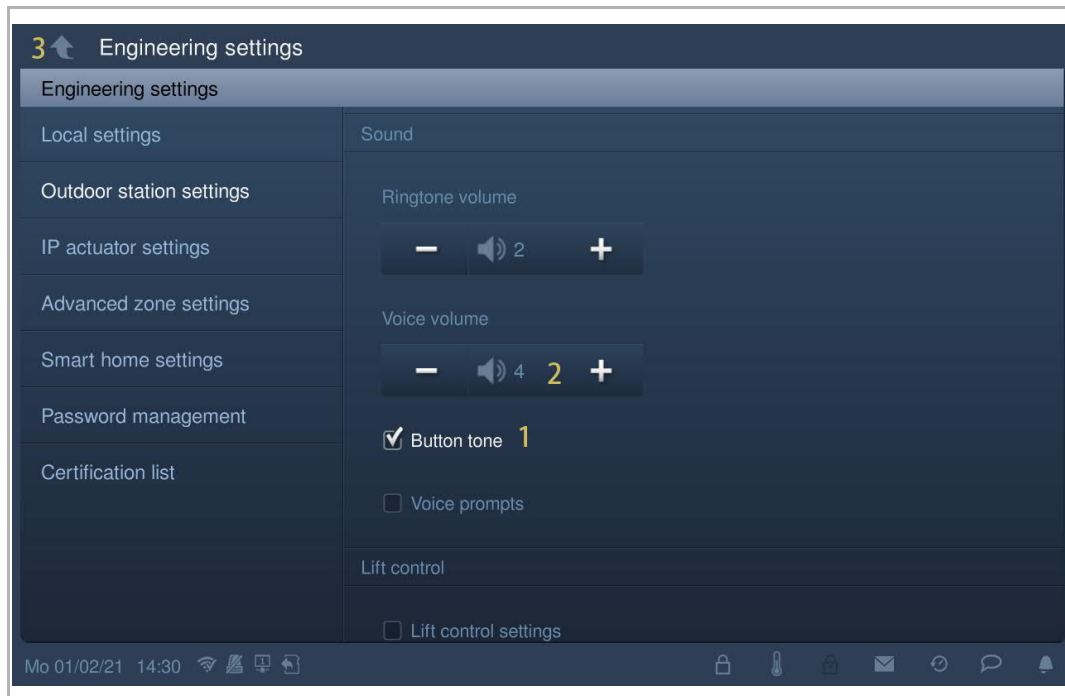 3 Engineering settings
Engineering settings
Local settings
Outdoor station settings
IP actuator settings
Advanced zone settings
Smart home settings
Password management
Certification list
Sound
Ringtone volume
2
Voice volume
4 2
Button tone 1
Voice prompts
Lift control
Lift control settings
Mo 01/02/21 14:30